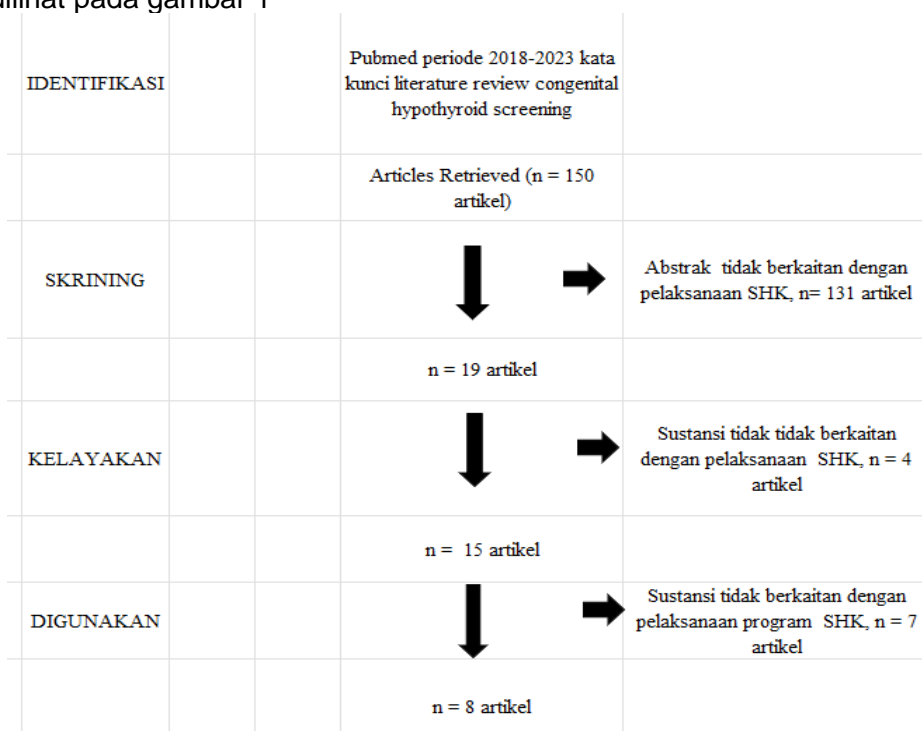 dilihat pada gambar 1
IDENTIFIKASI
Pubmed periode 2018-2023 kata
kunci literature review congenital
hypothyroid screening
Articles Retrieved (n = 150
artikel)
SKRINING
Abstrak tidak berkaitan dengan
pelaksanaan SHK, n= 131 artikel
n = 19 artikel
KELAYAKAN
Sustansi tidak tidak berkaitan
dengan pelaksanaan SHK, n = 4
artikel
n = 15 artikel
DIGUNAKAN
Sustansi tidak berkaitan dengan
pelaksanaan program SHK, n = 7
artikel
n = 8 artikel